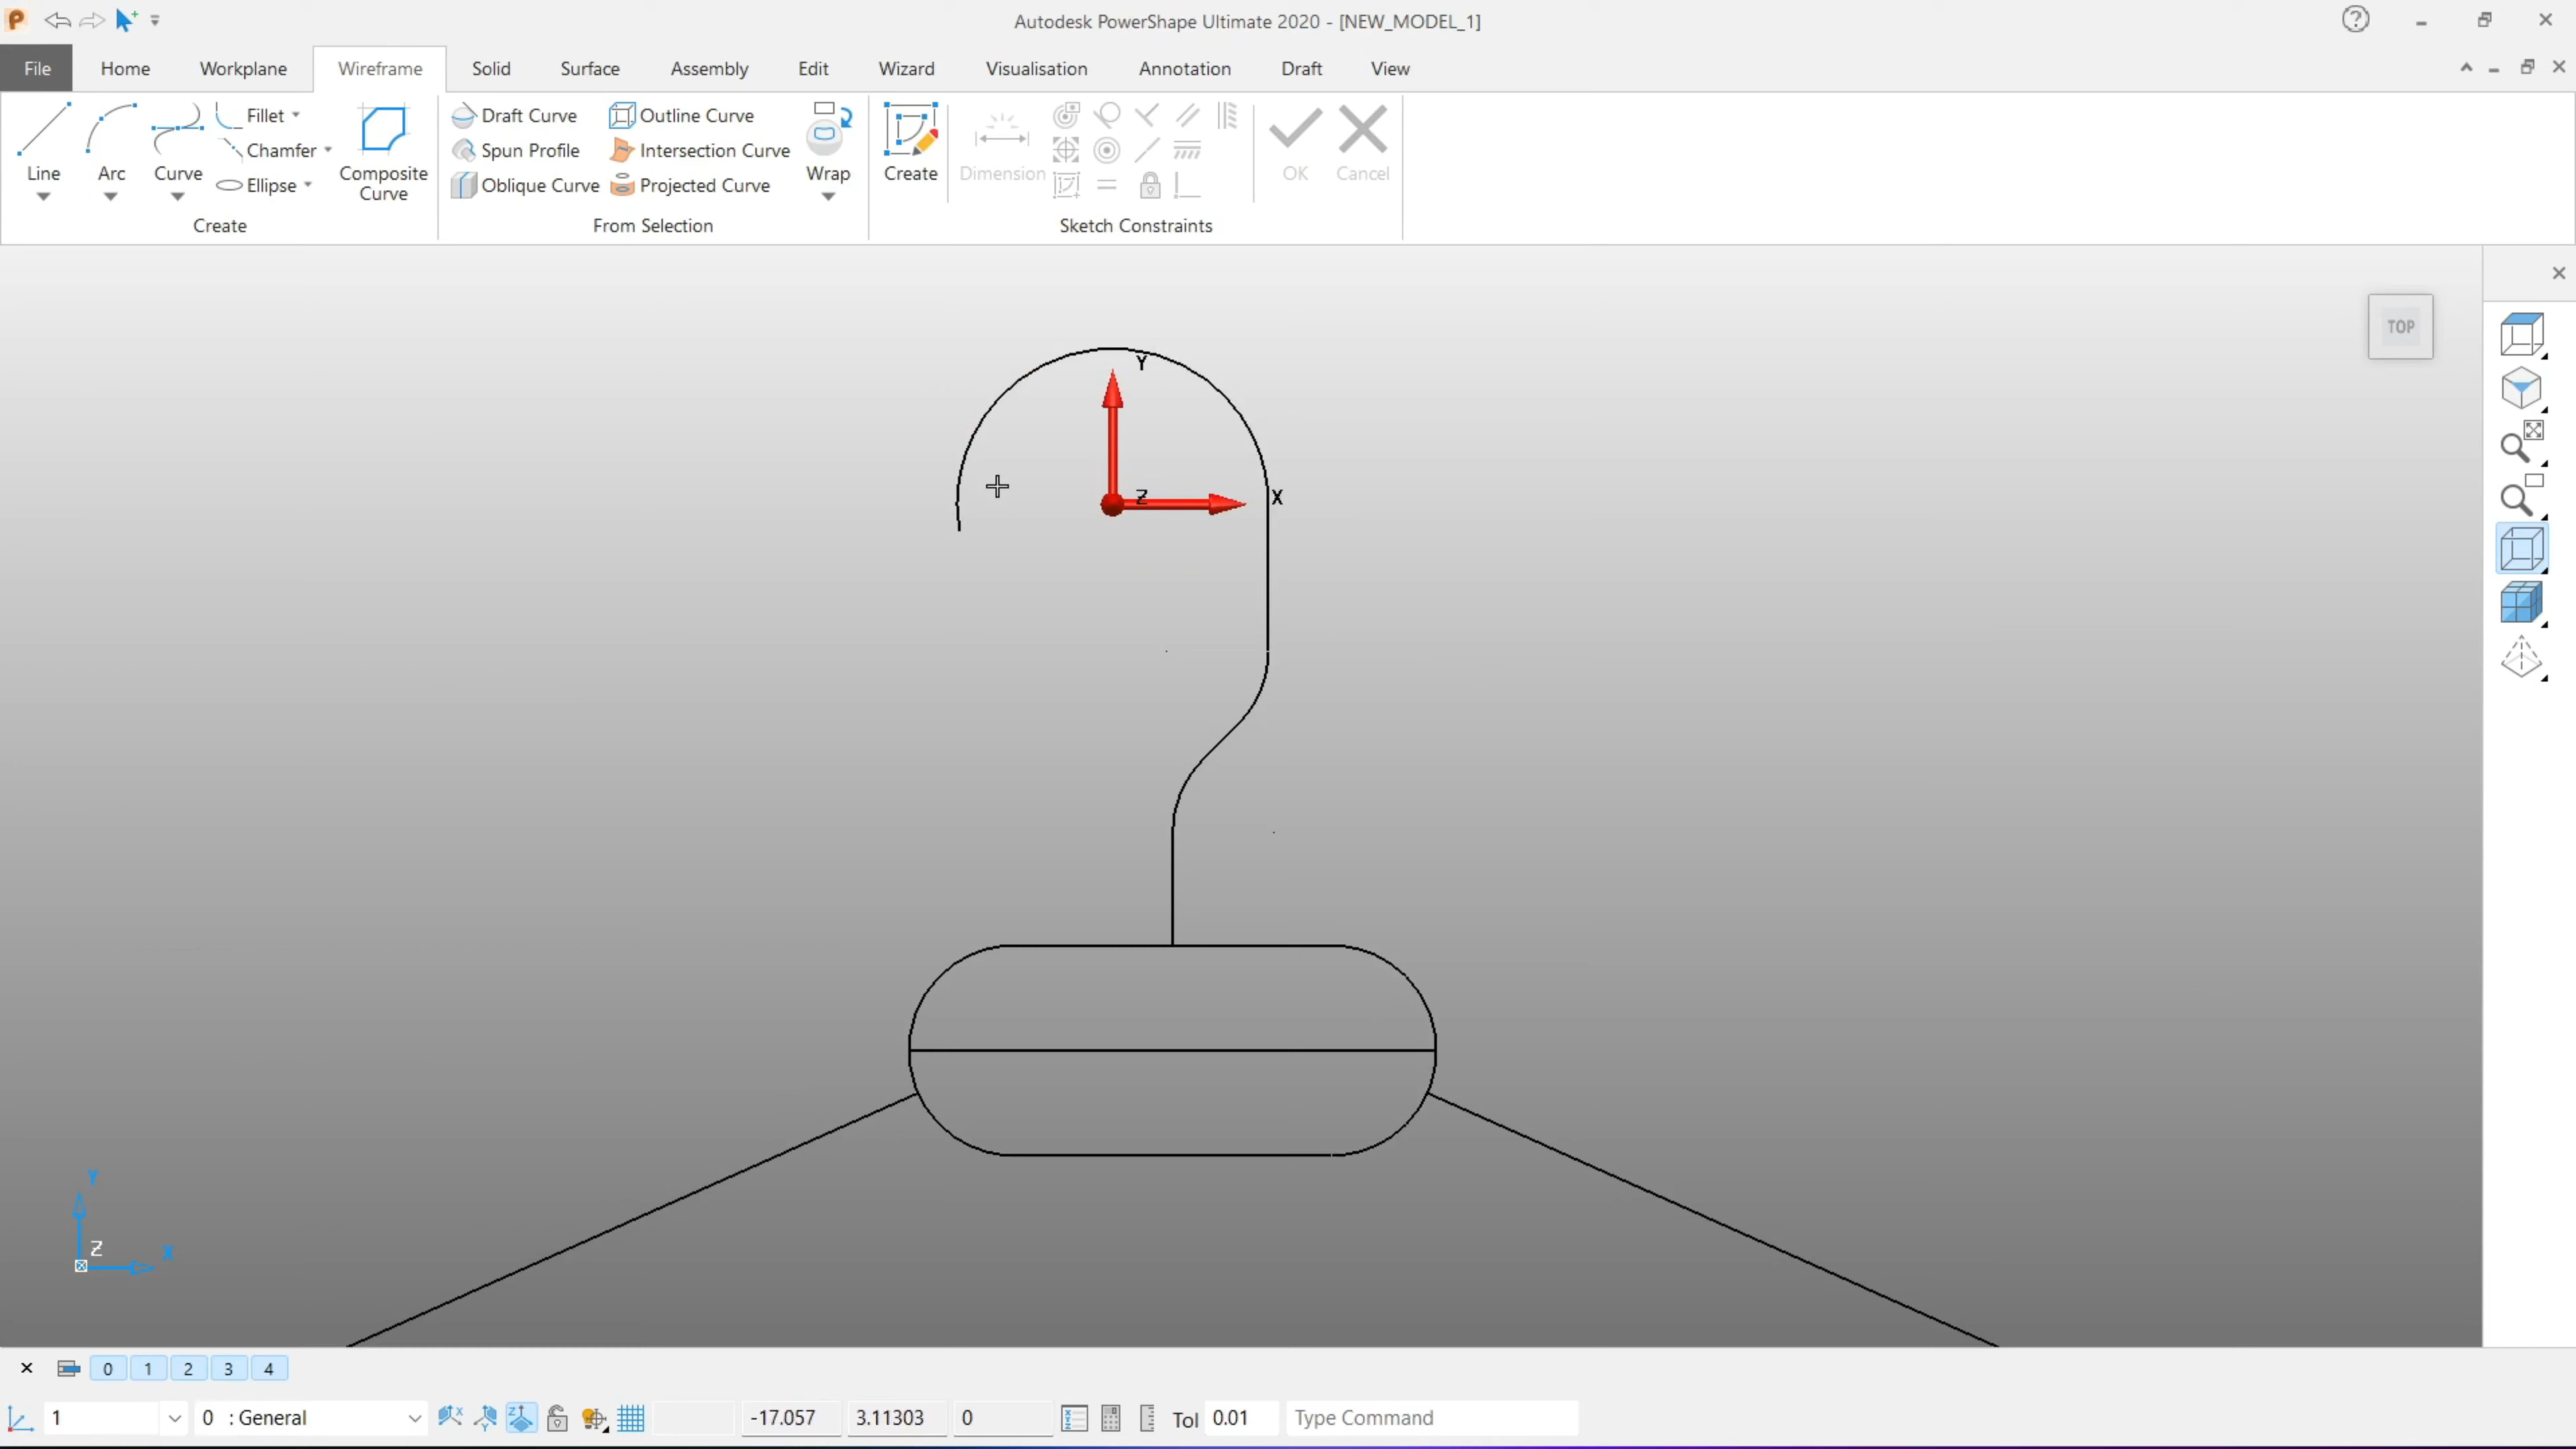 Autodesk PowerShape Ultimate 2020 - [NEW_MODEL_1]
File Home Workplane Wireframe Solid Surface Assembly Edit Wizard Visualisation Annotation Draft View
Line Arc Curve Fillet Chamfer Ellipse Composite Curve
Create
Draft Curve Outline Curve
Spun Profile Intersection Curve
Oblique Curve Projected Curve
Wrap
From Selection
Create Dimension OK Cancel
Sketch Constraints
TOP
Y
Z X
Y
Z X
0 1 2 3 4
1 0 : General -17.057 3.11303 0 Tol 0.01 Type Command